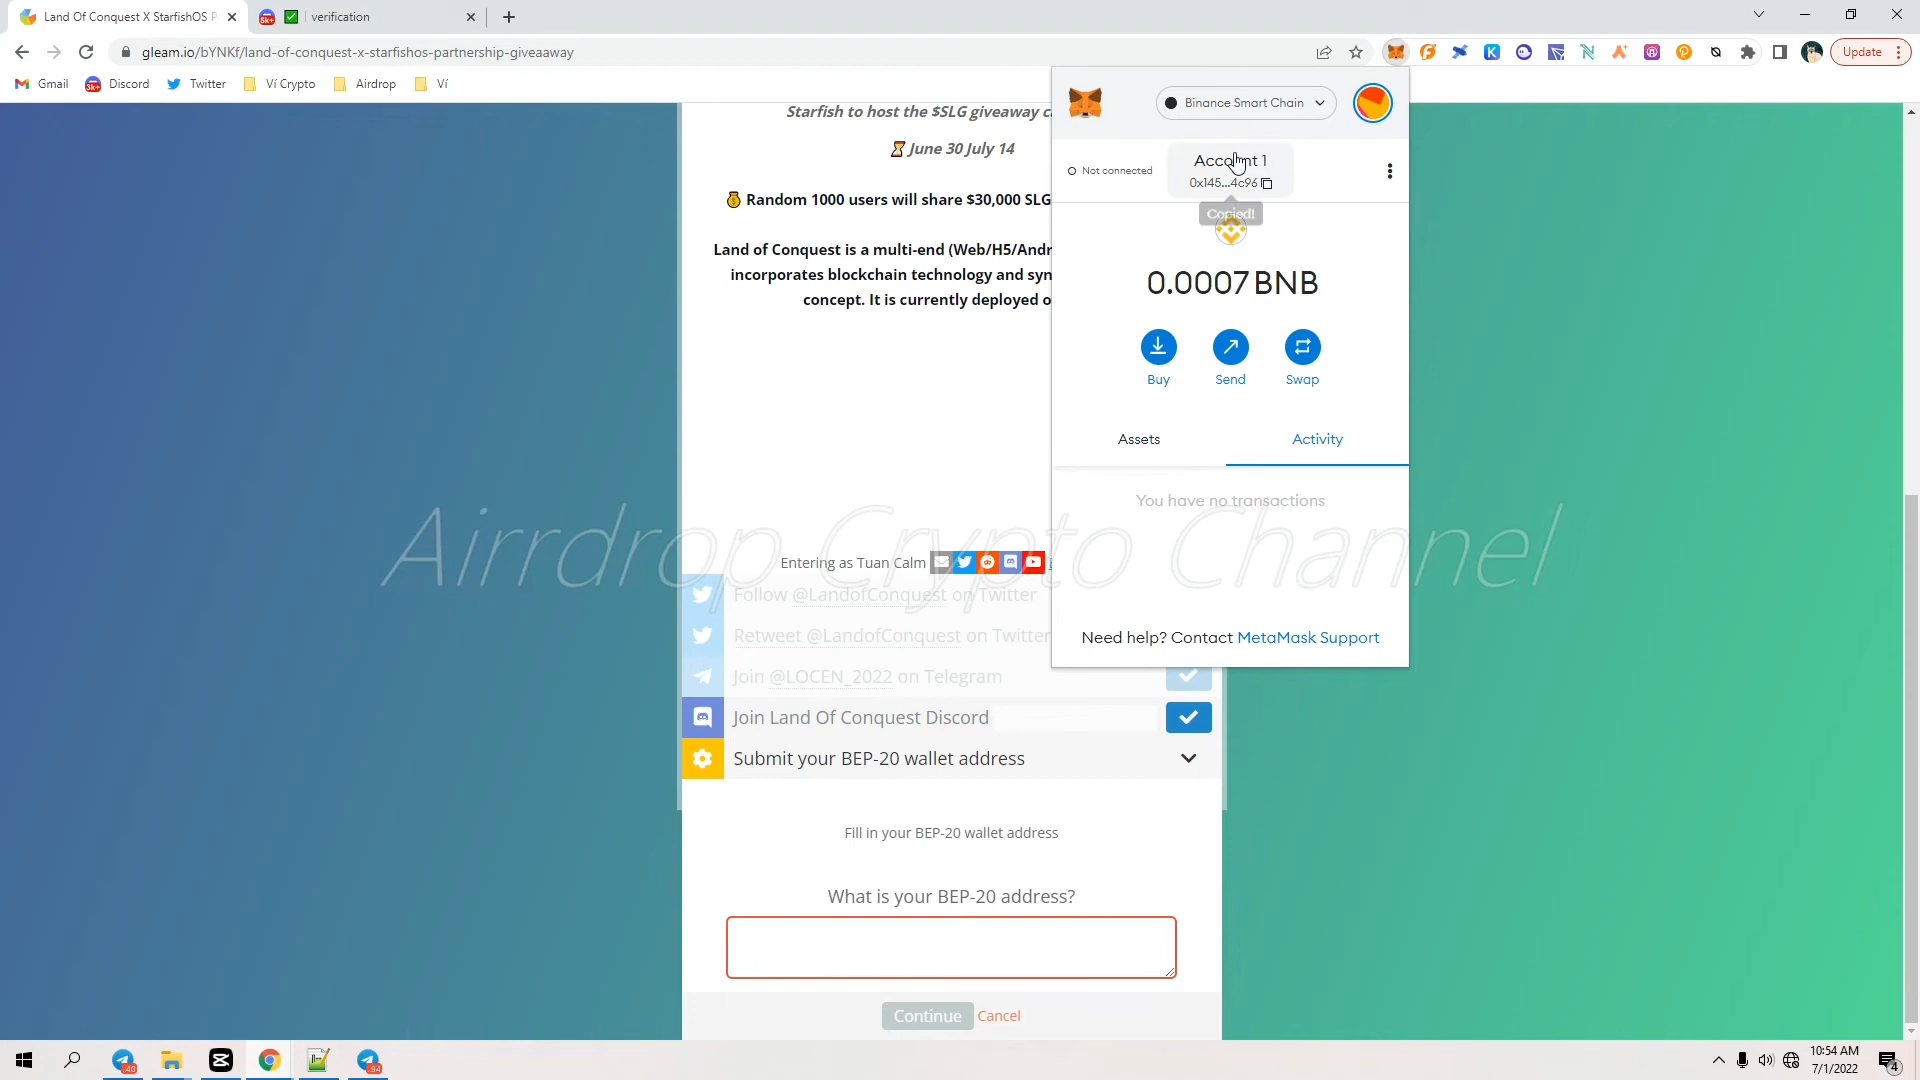 Land Of Conquest X StarfishOS P
5k+
verification
gleam.io/bYNKf/land-of-conquest-x-starfishos-partnership-giveaaway
Update
Gmail
3k+
Discord
Twitter
Ví Crypto
Airdrop
Ví
Starfish to host the $SLG giveaway c
June 30 July 14
Random 1000 users will share $30,000 SLG
Land of Conquest is a multi-end (Web/H5/Andr
incorporates blockchain technology and syn
concept. It is currently deployed o
Binance Smart Chain
Not connected
Account 1
0x145...4c96
Copied!
0.0007 BNB
Buy
Send
Swap
Assets
Activity
You have no transactions
Need help? Contact MetaMask Support
Airrdrop Crypto Channel
Entering as Tuan Calm
Follow @LandofConquest on Twitter
Retweet @LandofConquest on Twitter
Join @LOCEN_2022 on Telegram
Join Land Of Conquest Discord
Submit your BEP-20 wallet address
Fill in your BEP-20 wallet address
What is your BEP-20 address?
Continue
Cancel
40
94
10:54 AM
7/1/2022
4